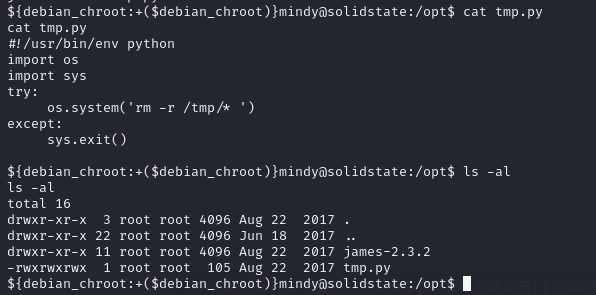 ${debian_chroot:+($debian_chroot)}mindy@solidstate:/opt$ cat tmp.py
cat tmp.py
#!/usr/bin/env python
import os
import sys
try:
     os.system('rm -r /tmp/* ')
except:
     sys.exit()

${debian_chroot:+($debian_chroot)}mindy@solidstate:/opt$ ls -al
ls -al
total 16
drwxr-xr-x  3 root root 4096 Aug 22  2017 .
drwxr-xr-x 22 root root 4096 Jun 18  2017 ..
drwxr-xr-x 11 root root 4096 Aug 22  2017 james-2.3.2
-rwxrwxrwx  1 root root  105 Aug 22  2017 tmp.py
${debian_chroot:+($debian_chroot)}mindy@solidstate:/opt$